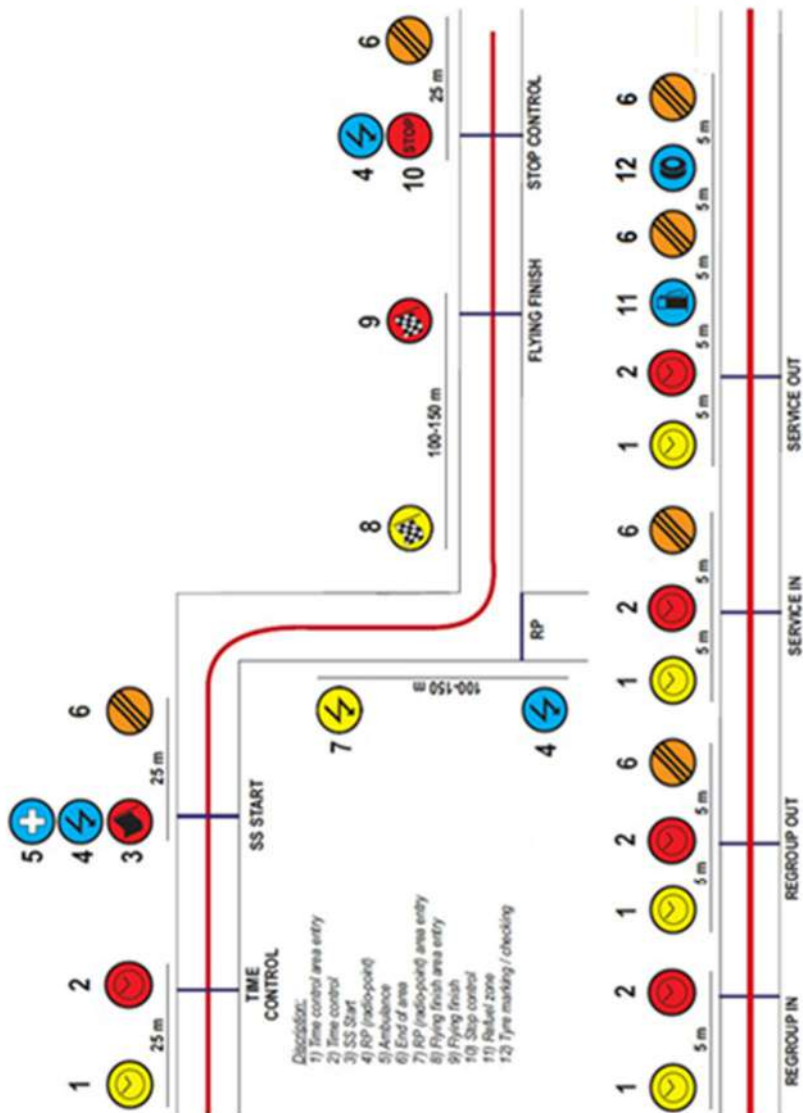 5
4
1 2 3 6
25 m 25 m
TIME
CONTROL
SS START
Discription:
1) Time control area entry
2) Time control
3) SS Start
4) RP (radio-point)
5) Ambulance
6) End of area
7) RP (radio-point) area entry
8) Flying finish area entry
9) Flying finish
10) Stop control
11) Refuel zone
12) Tyre marking / checking
7
100-150 m
4
RP
8 9 4 6
10 STOP
100-150 m 25 m
FLYING FINISH STOP CONTROL
1 2 1 2 6 1 2 6 1 2 11 6 12 6
5 m 5 m 5 m 5 m 5 m 5 m 5 m 5 m 5 m 5 m
REGROUP IN REGROUP OUT SERVICE IN SERVICE OUT